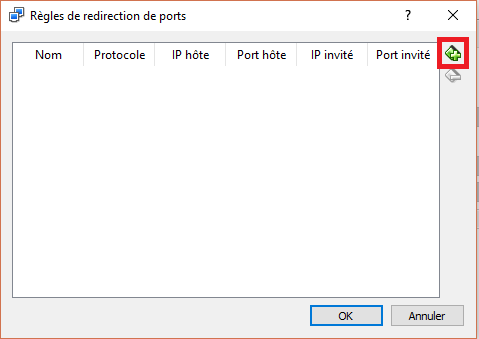 Règles de redirection de ports
?
Nom Protocole IP hôte Port hôte IP invité Port invité
OK Annuler